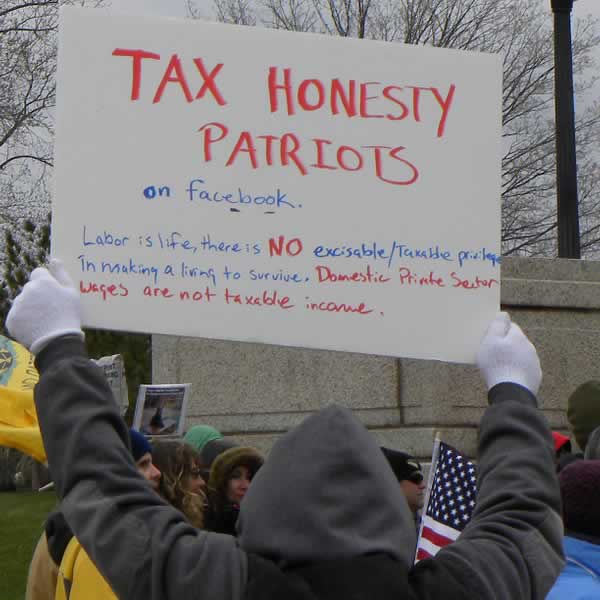 TAX HONESTY
PATRIOTS
on facebook.
Labor is life, there is NO excisable/Taxable privilege
In making a living to survive. Domestic Private Sector
wages are not taxable income.